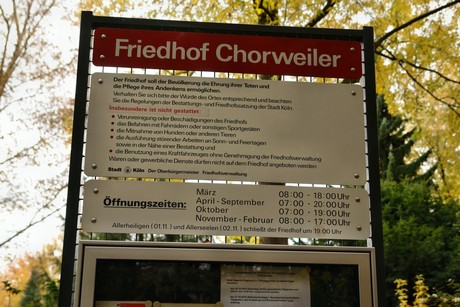 Friedhof Chorweiler
Der Friedhof soll der Bevölkerung die Ehrung ihrer Toten und
die Pflege ihres Andenkens ermöglichen.
Verhalten Sie sich bitte der Würde des Ortes entsprechend und beachten
Sie die Regelungen der Bestattungs- und Friedhofssatzung der Stadt Köln.
Insbesondere ist nicht gestattet:
• Verunreinigung oder Beschädigung des Friedhofs
• das Befahren mit Fahrrädern oder sonstigen Sportgeräten
• die Mitnahme von Hunden oder anderen Tieren
• die Ausführung störender Arbeiten an Sonn- und Feiertagen
sowie in der Nähe einer Bestattung und
• die Benutzung eines Kraftfahrzeuges ohne Genehmigung der Friedhofsverwaltung
Waren oder gewerbliche Dienste dürfen nicht auf dem Friedhof angeboten werden
Stadt Köln Der Oberbürgermeister Friedhofsverwaltung
Öffnungszeiten: März 08:00 - 18:00 Uhr
April - September 07:00 - 20:00 Uhr
Oktober 07:00 - 19:00 Uhr
November - Februar 08:00 - 17:00 Uhr
Allerheiligen (01.11.) und Allerseelen (02.11.) schließt der Friedhof um 19:00 Uhr